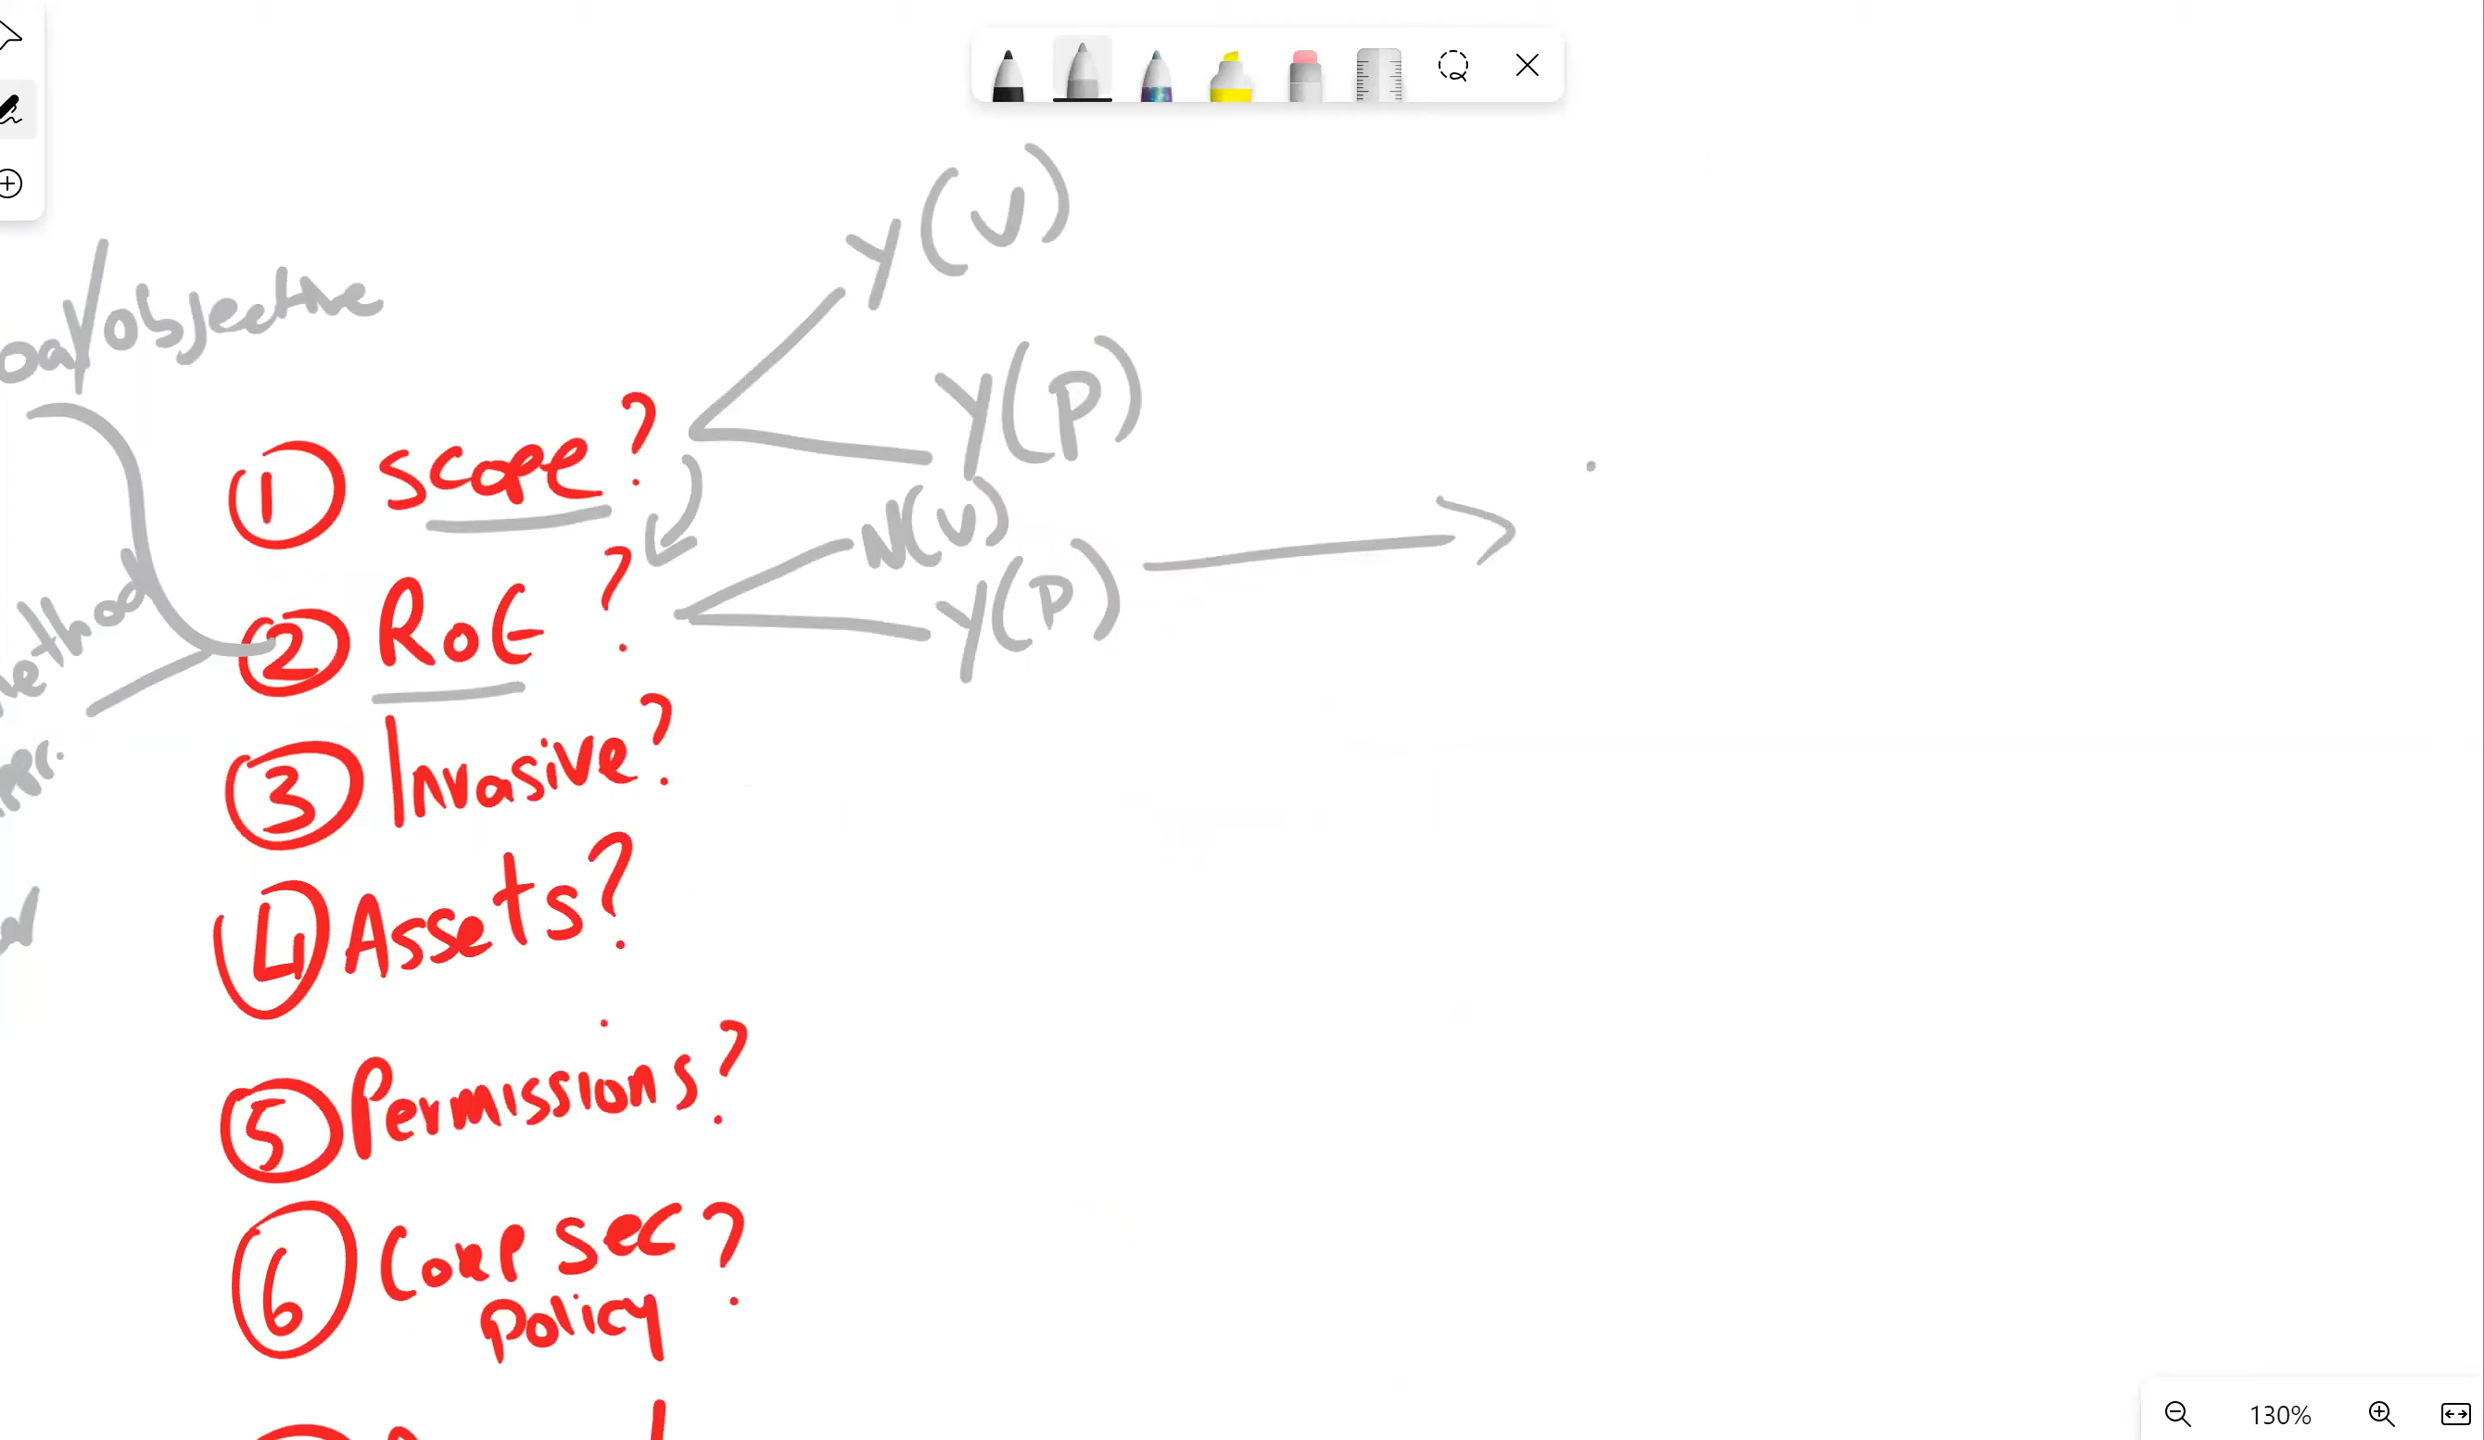 Y(V)
oal/objective
Y(P)
① Scope?
N(V)
② RoE?
Y(P)
ethod
③ Invasive?
④ Assets?
⑤ Permissions?
⑥ Corp sec?
policy
130%